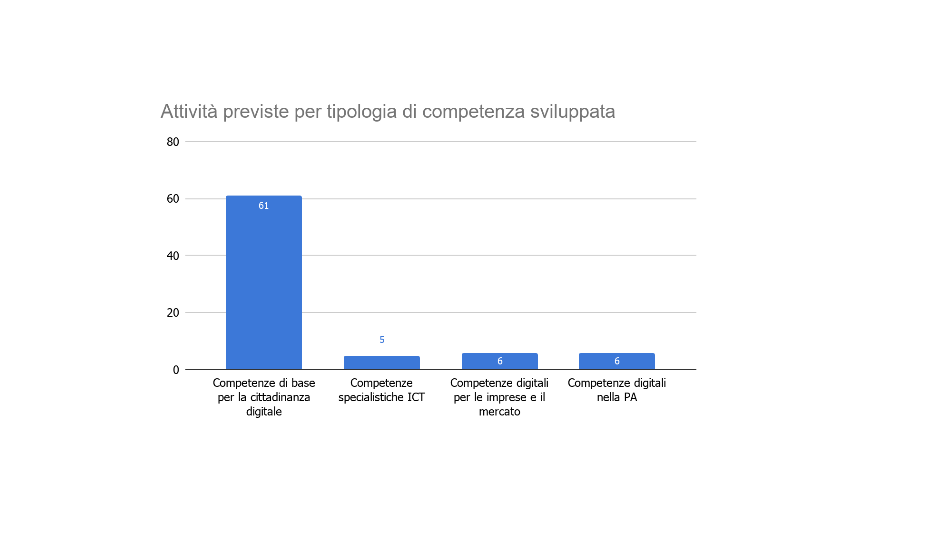 Attività previste per tipologia di competenza sviluppata
80
60
40
20
0
61
5
6
6
Competenze di base
per la cittadinanza
digitale
Competenze
specialistiche ICT
Competenze digitali
per le imprese e il
mercato
Competenze digitali
nella PA